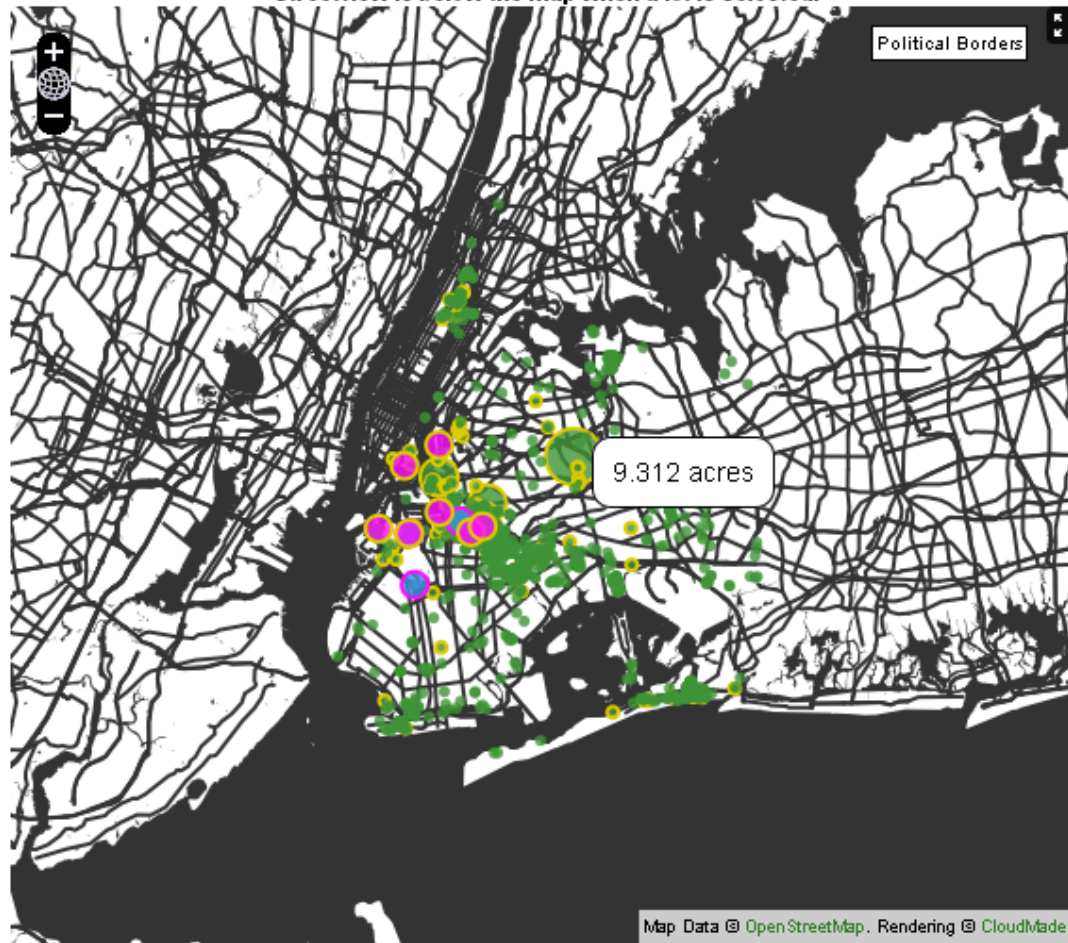 +
Political Borders
−
9.312 acres
Map Data © OpenStreetMap. Rendering © CloudMade